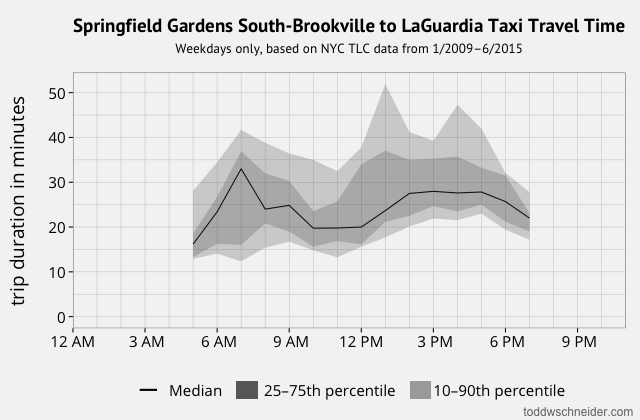 Springfield Gardens South-Brookville to LaGuardia Taxi Travel Time
Weekdays only, based on NYC TLC data from 1/2009–6/2015
trip duration in minutes
50
40
30
20
10
0
12 AM 3 AM 6 AM 9 AM 12 PM 3 PM 6 PM 9 PM
Median 25–75th percentile 10–90th percentile
toddwschneider.com